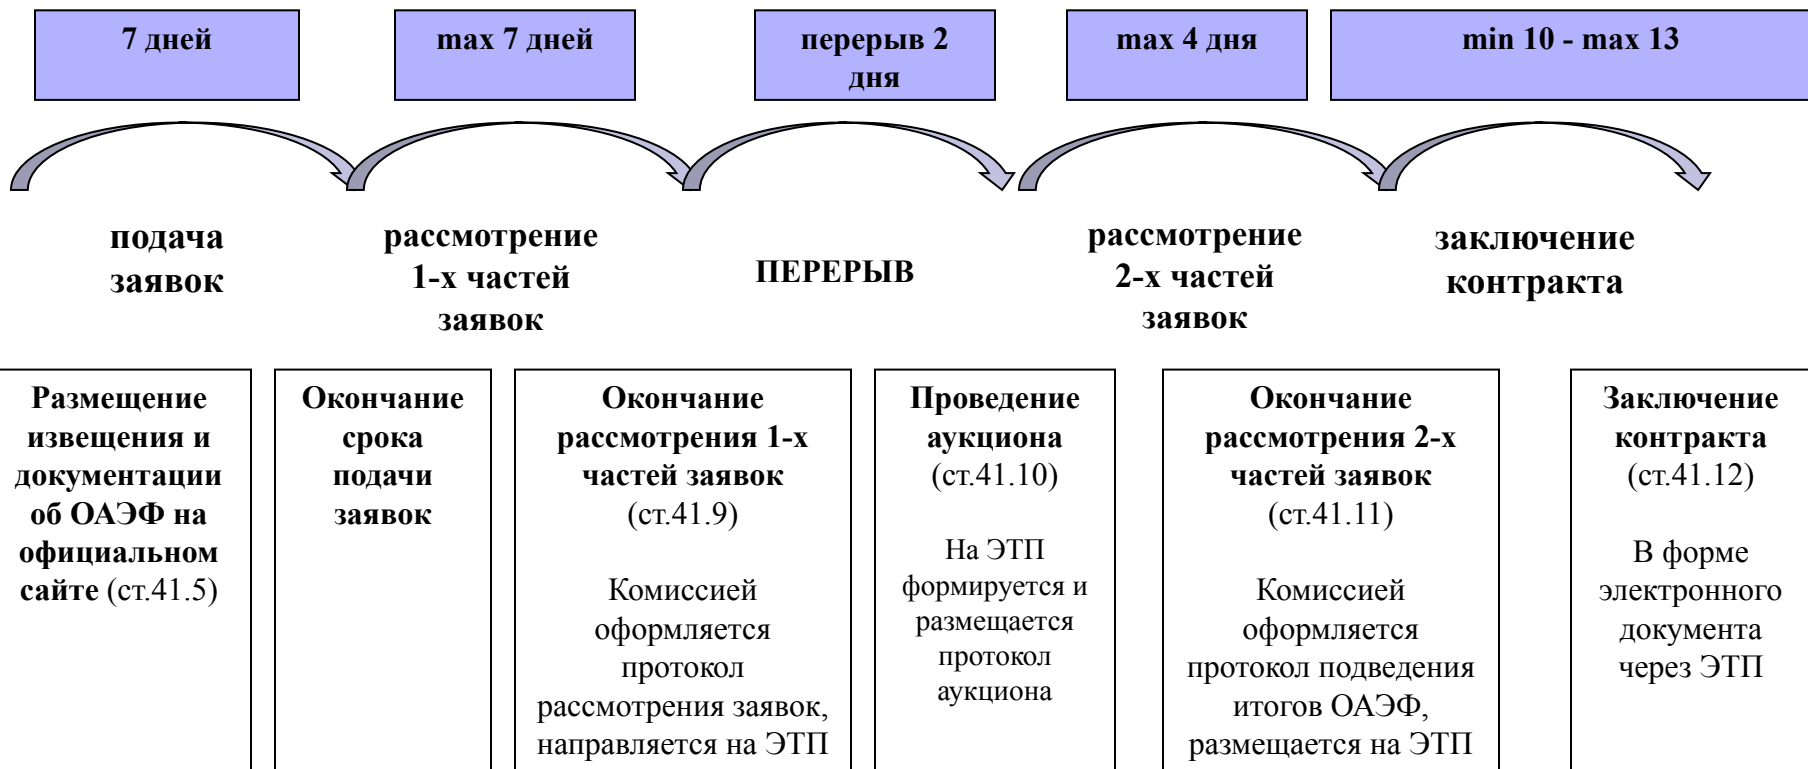 7 дней
max 7 дней
перерыв 2
дня
max 4 дня
min 10 - max 13
подача
заявок
рассмотрение
1-х частей
заявок
ПЕРЕРЫВ
рассмотрение
2-х частей
заявок
заключение
контракта
Размещение
извещения и
документации
об ОАЭФ на
официальном
сайте (ст.41.5)
Окончание
срока
подачи
заявок
Окончание
рассмотрения 1-х
частей заявок
(ст.41.9)
Комиссией
оформляется
протокол
рассмотрения заявок,
направляется на ЭТП
Проведение
аукциона
(ст.41.10)
На ЭТП
формируется и
размещается
протокол
аукциона
Окончание
рассмотрения 2-х
частей заявок
(ст.41.11)
Комиссией
оформляется
протокол подведения
итогов ОАЭФ,
размещается на ЭТП
Заключение
контракта
(ст.41.12)
В форме
электронного
документа
через ЭТП